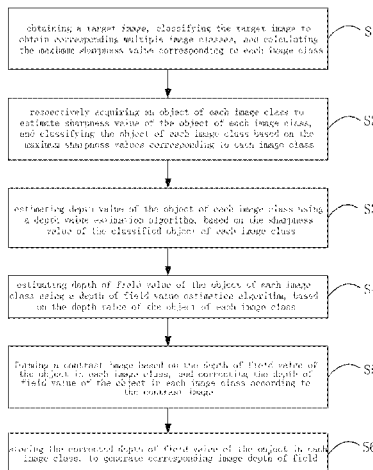 obtaining a target image, classifying the target image to
obtain corresponding multiple image classes, and calculating
the maximum sharpness value corresponding to each image class
S
respectively acquiring an object of each image class to
estimate sharpness value of the object of each image class,
and classifying the object of each image class based on the
maximum sharpness values corresponding to each image class
S
estimating depth value of the object of each image class using
a depth value estimation algorithm, based on the sharpness
value of the classified object of each image class
S
estimating depth of field value of the object of each image
class using a depth of field value estimation algorithm, based
on the depth value of the object of each image class
S
forming a contrast image based on the depth of field value of
the object in each image class, and correcting the depth of
field value of the object in each image class according to
the contrast image
S
storing the corrected depth of field value of the object in each
image class, to generate corresponding image depth of field
S6